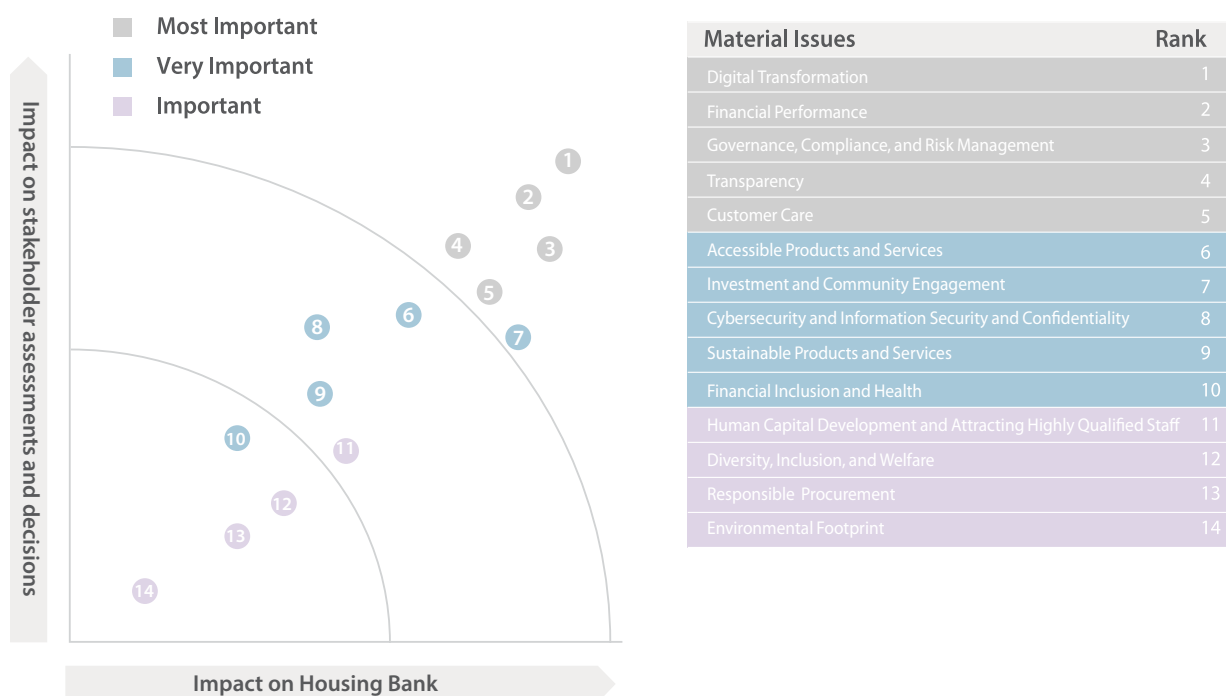 Most Important
Very Important
Important
Impact on stakeholder assessments and decisions
1
2
3
4
5
6
7
8
9
10
11
12
13
14
Impact on Housing Bank
Material Issues Rank
Digital Transformation 1
Financial Performance 2
Governance, Compliance, and Risk Management 3
Transparency 4
Customer Care 5
Accessible Products and Services 6
Investment and Community Engagement 7
Cybersecurity and Information Security and Confidentiality 8
Sustainable Products and Services 9
Financial Inclusion and Health 10
Human Capital Development and Attracting Highly Qualified Staff 11
Diversity, Inclusion, and Welfare 12
Responsible Procurement 13
Environmental Footprint 14